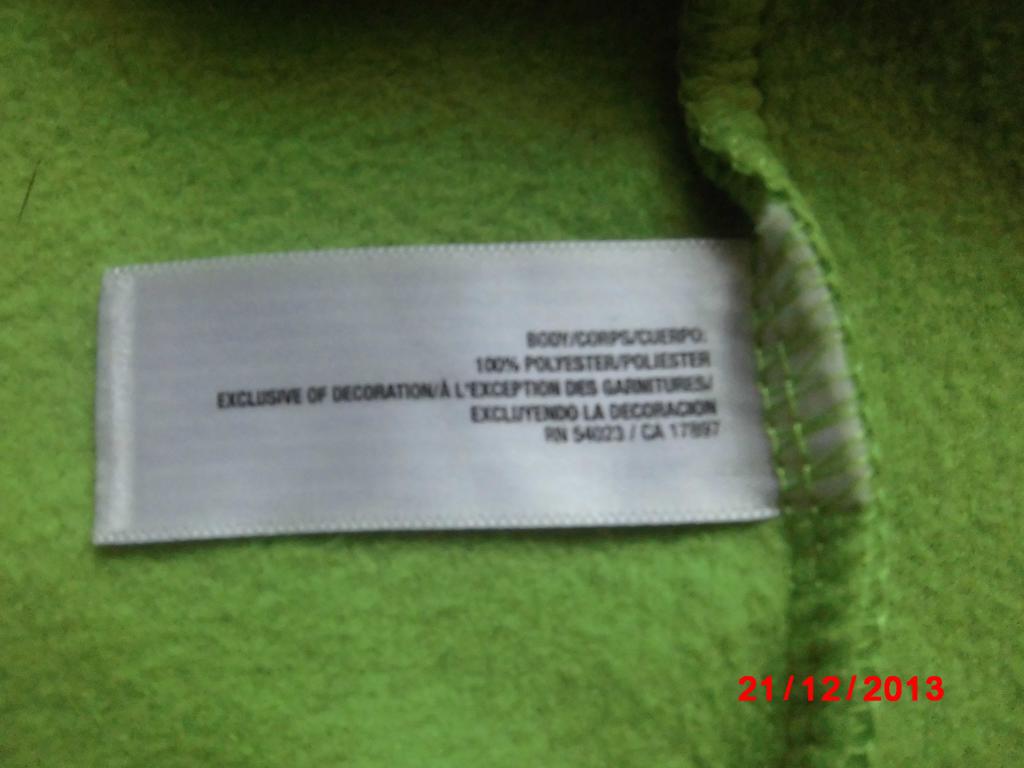 BODY/CORPS/CUERPO:
100% POLYESTER/POLIESTER
EXCLUSIVE OF DECORATION/À L'EXCEPTION DES GARNITURES/
EXCLUYENDO LA DECORACION
RN 54023 / CA 17897
21/12/2013